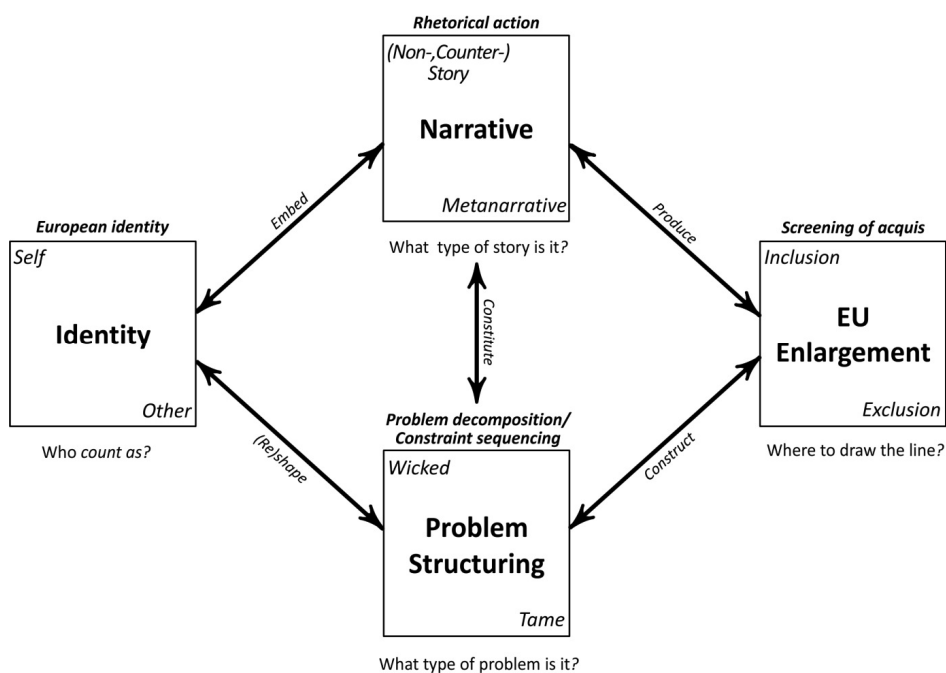 Rhetorical action
(Non-,Counter-)
Story
Narrative
Metanarrative
What type of story is it?
Embed
Produce
European identity
Self
Identity
Other
Who count as?
Constitute
Screening of acquis
Inclusion
EU
Enlargement
Exclusion
Where to draw the line?
(Re)shape
Construct
Problem decomposition/
Constraint sequencing
Wicked
Problem
Structuring
Tame
What type of problem is it?